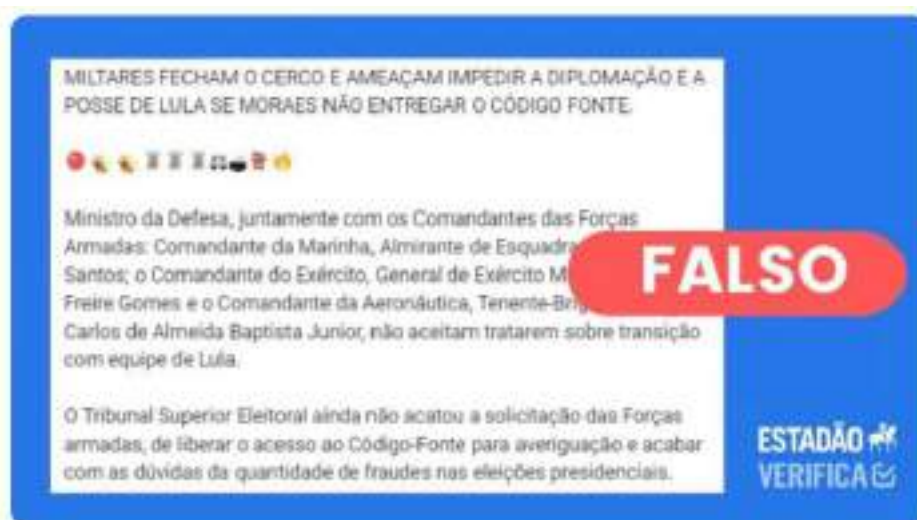 MILTARES FECHAM O CERCO E AMEAÇAM IMPEDIR A DIPLOMAÇÃO E A
POSSE DE LULA SE MORAES NÃO ENTREGAR O CÓDIGO FONTE.
Ministro da Defesa, juntamente com os Comandantes das Forças
Armadas: Comandante da Marinha, Almirante de Esquadra
Santos; o Comandante do Exército, General de Exército M
Freire Gomes e o Comandante da Aeronáutica, Tenente-Brig
Carlos de Almeida Baptista Junior, não aceitam tratarem sobre transição
com equipe de Lula.
FALSO
O Tribunal Superior Eleitoral ainda não acatou a solicitação das Forças
armadas, de liberar o acesso ao Código-Fonte para averiguação e acabar
com as dúvidas da quantidade de fraudes nas eleições presidenciais.
ESTADÃO
VERIFICA